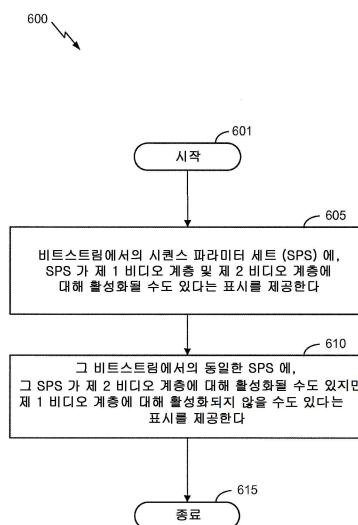 600
601
시작
605
비트스트림에서의 시퀀스 파라미터 세트 (SPS) 에,
SPS 가 제 1 비디오 계층 및 제 2 비디오 계층에
대해 활성화될 수도 있다는 표시를 제공한다
610
그 비트스트림에서의 동일한 SPS 에,
그 SPS 가 제 2 비디오 계층에 대해 활성화될 수도 있지만
제 1 비디오 계층에 대해 활성화되지 않을 수도 있다는
표시를 제공한다
615
종료